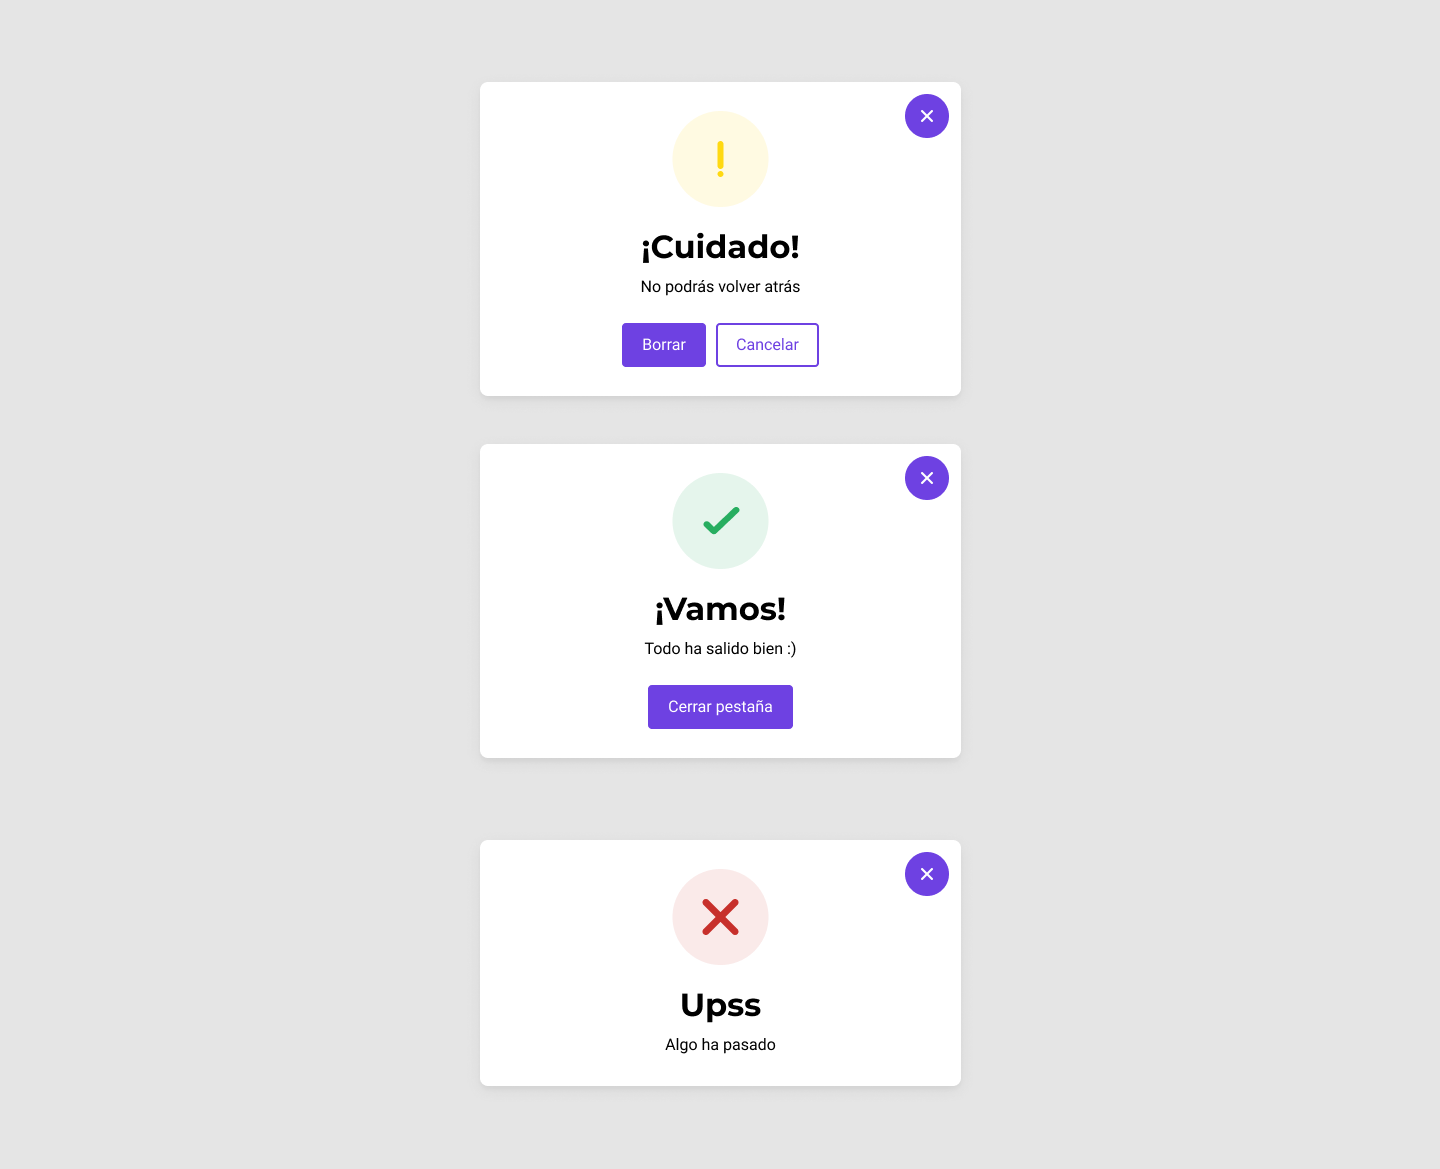 ¡Cuidado!
No podrás volver atrás
Borrar Cancelar
¡Vamos!
Todo ha salido bien :)
Cerrar pestaña
Upss
Algo ha pasado